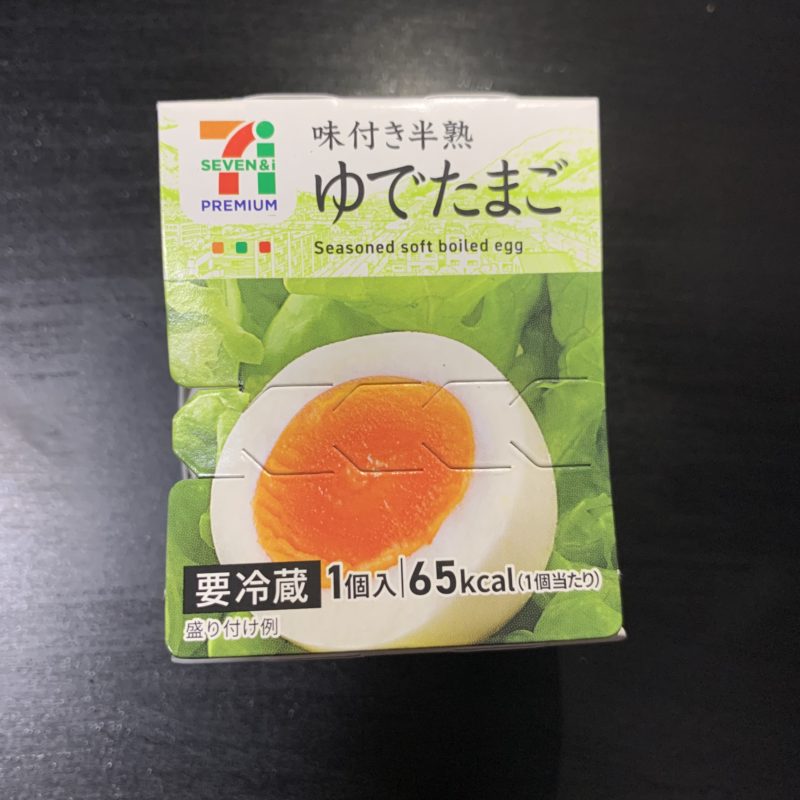 SEVEN&i
PREMIUM
味付き半熟
ゆでたまご
Seasoned soft boiled egg
要冷蔵 1個入 65kcal(1個当たり)
盛り付け例